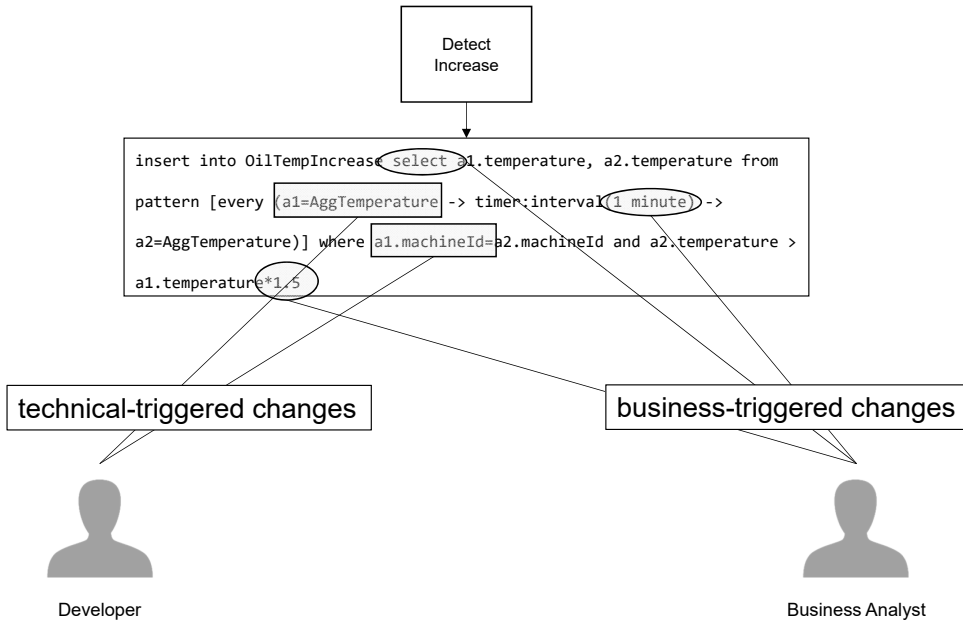 Detect
Increase
insert into OilTempIncrease select a1.temperature, a2.temperature from
pattern [every (a1=AggTemperature -> timer:interval(1 minute) ->
a2=AggTemperature)] where a1.machineId=a2.machineId and a2.temperature >
a1.temperature*1.5
technical-triggered changes
business-triggered changes
Developer
Business Analyst